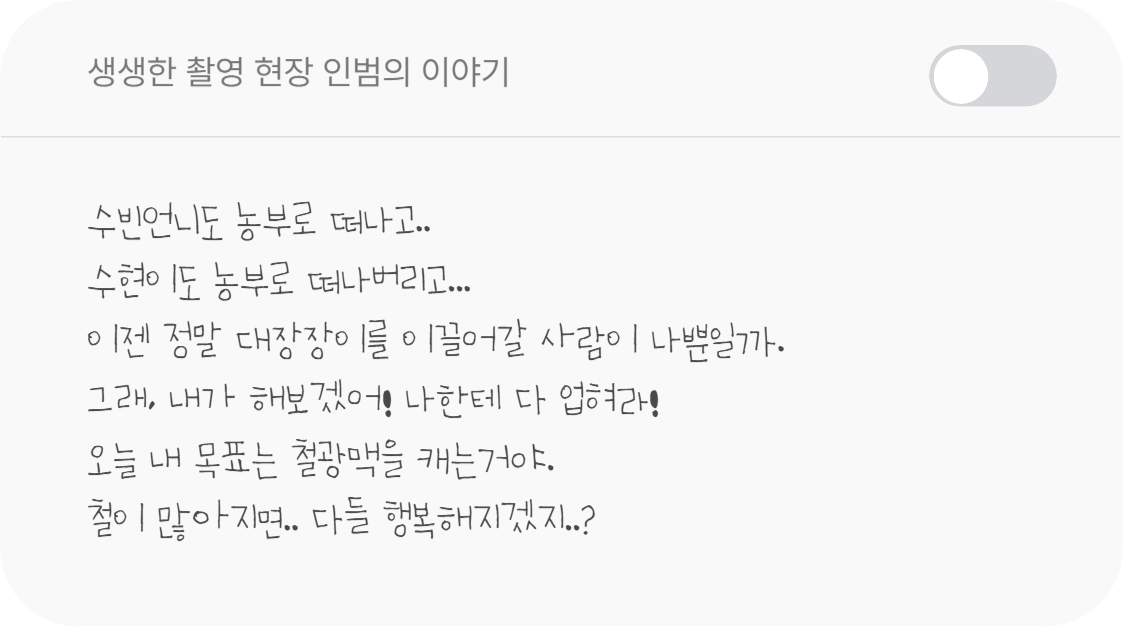 생생한 촬영 현장 인범의 이야기
수빈언니도 농부로 떠나고..
수현이도 농부로 떠나버리고...
이젠 정말 대장장이를 이끌어갈 사람이 나뿐일까.
그래, 내가 해보겠어! 나한테 다 업혀라!
오늘 내 목표는 철광맥을 캐는거야.
철이 많아지면.. 다들 행복해지겠지..?